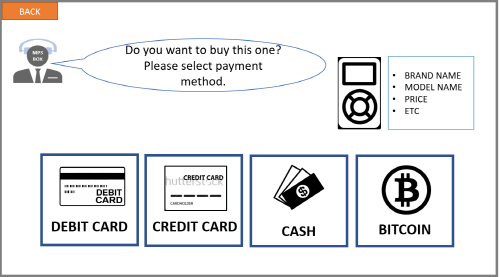 BACK
MP3
BOX
Do you want to buy this one?
Please select payment
method.
• BRAND NAME
• MODEL NAME
• PRICE
• ETC
DEBIT
CARD
DEBIT CARD
CREDIT CARD
shutterstock
CARDHOLDER
CREDIT CARD
CASH
BITCOIN